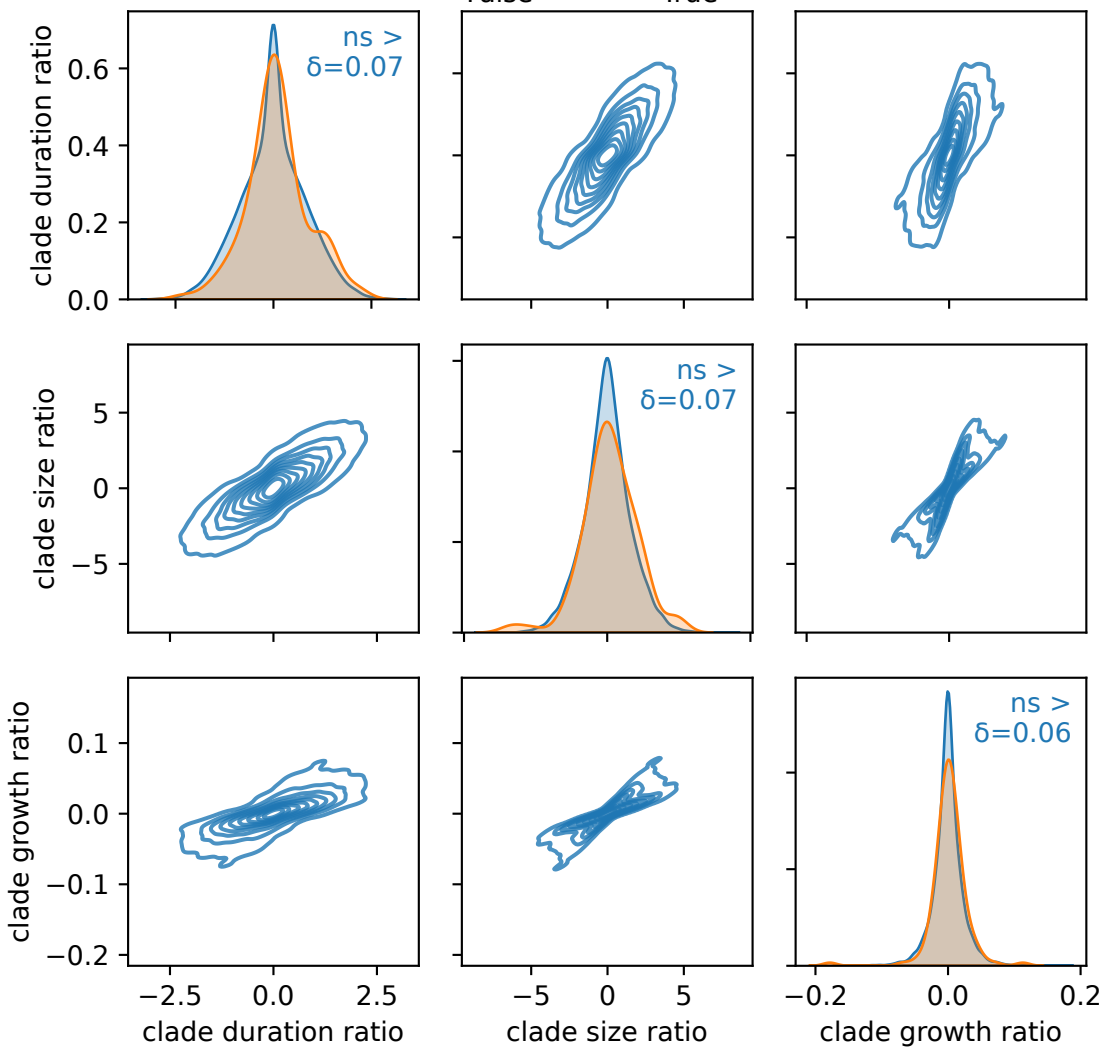 True
clade duration ratio
0.6
0.4
0.2
0.0
ns >
δ=0.07
clade size ratio
5
0
−5
ns >
δ=0.07
clade growth ratio
0.1
0.0
−0.1
−0.2
ns >
δ=0.06
−2.5 0.0 2.5
−5 0 5
−0.2 0.0 0.2
clade duration ratio
clade size ratio
clade growth ratio